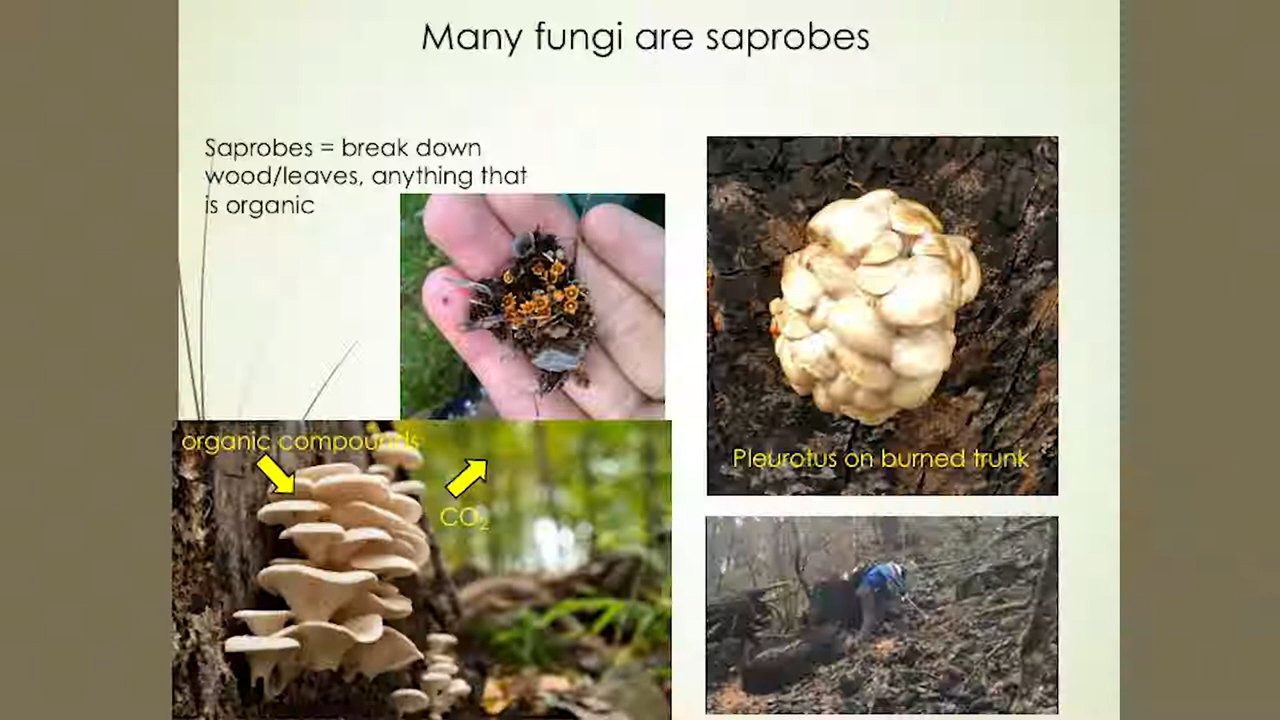 Many fungi are saprobes
Saprobes = break down
wood/leaves, anything that
is organic
organic compounds
CO₂
Pleurotus on burned trunk